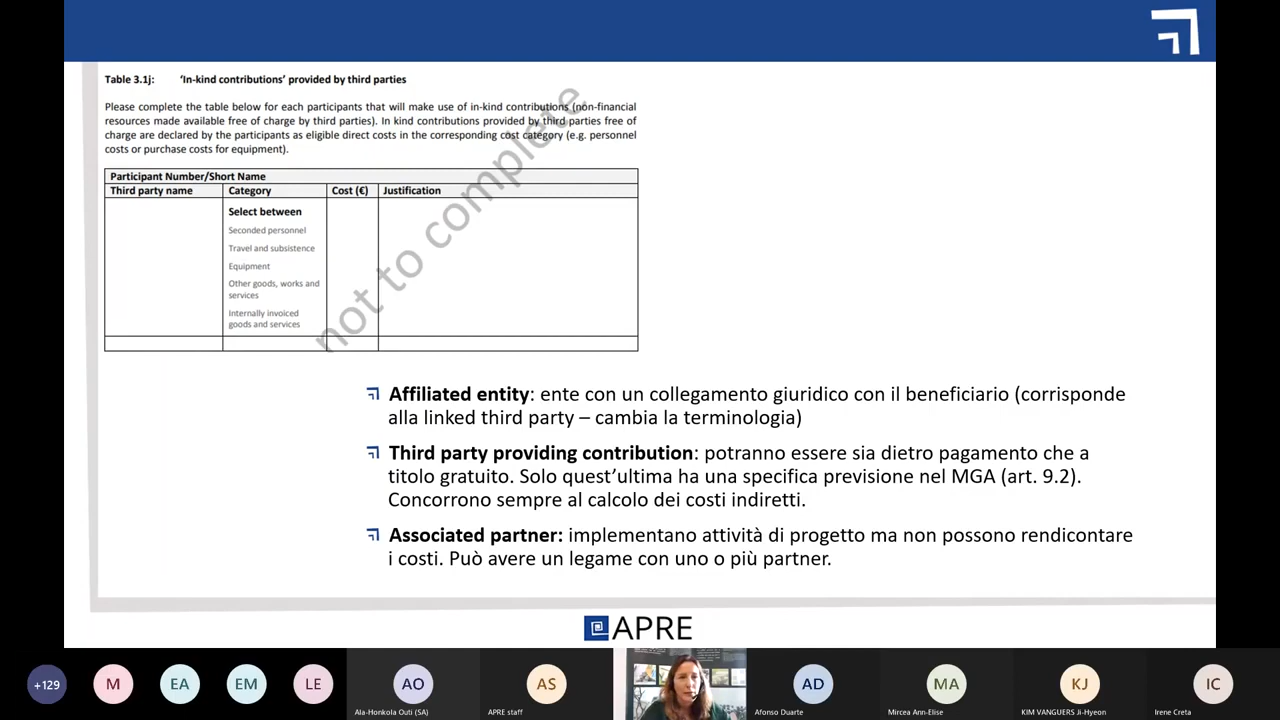 Table 3.1j: 'In-kind contributions' provided by third parties
Please complete the table below for each participants that will make use of in-kind contributions (non-financial
resources made available free of charge by third parties). In kind contributions provided by third parties free of
charge are declared by the participants as eligible direct costs in the corresponding cost category (e.g. personnel
costs or purchase costs for equipment).
Participant Number/Short Name
Third party name Category Cost (€) Justification
Select between
Seconded personnel
Travel and subsistence
Equipment
Other goods, works and
services
Internally invoiced
goods and services
not to complete
Affiliated entity: ente con un collegamento giuridico con il beneficiario (corrisponde
alla linked third party – cambia la terminologia)
Third party providing contribution: potranno essere sia dietro pagamento che a
titolo gratuito. Solo quest'ultima ha una specifica previsione nel MGA (art. 9.2).
Concorrono sempre al calcolo dei costi indiretti.
Associated partner: implementano attività di progetto ma non possono rendicontare
i costi. Può avere un legame con uno o più partner.
APRE
+129 M EA EM LE AO AS AD MA KJ IC
Ala-Honkola Outi (SA) APRE staff Afonso Duarte Mircea Ann-Elise KIM VANGUERS Ji-Hyeon Irene Creta